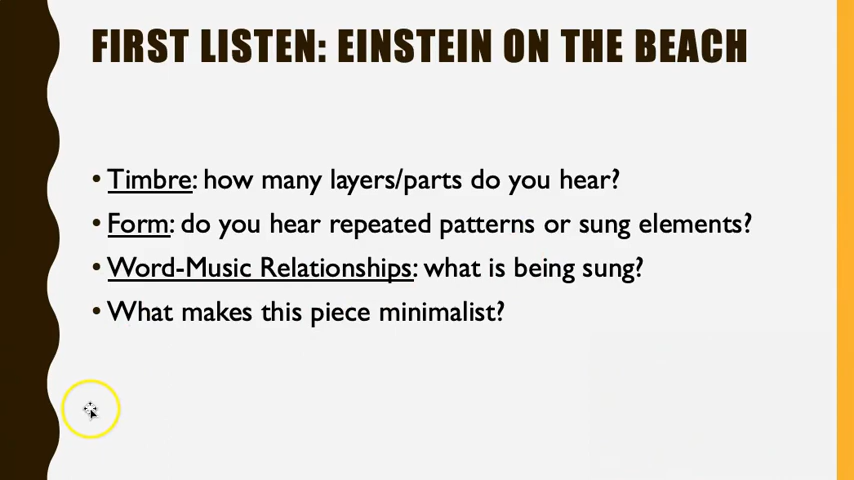 FIRST LISTEN: EINSTEIN ON THE BEACH
• Timbre: how many layers/parts do you hear?
• Form: do you hear repeated patterns or sung elements?
• Word-Music Relationships: what is being sung?
• What makes this piece minimalist?